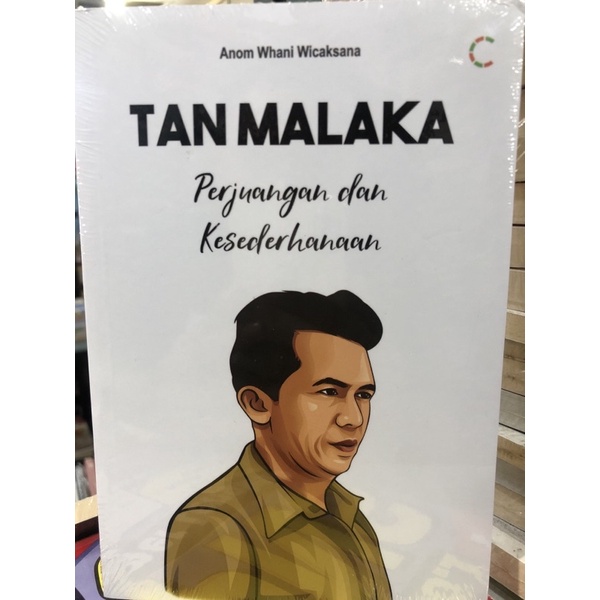 Anom Whani Wicaksana
TAN MALAKA
Perjuangan dan
Kesederhanaan